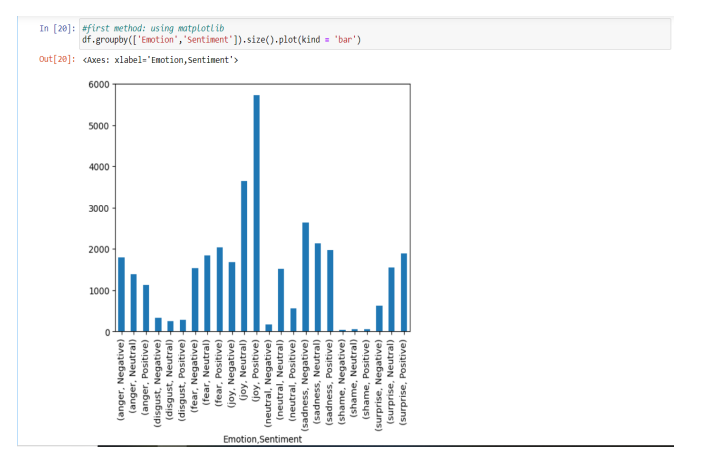 In [20]: #first method: using matplotlib
df.groupby(['Emotion','Sentiment']).size().plot(kind = 'bar')
Out[20]: <Axes: xlabel='Emotion,Sentiment'>
6000
5000
4000
3000
2000
1000
0
(anger, Negative)
(anger, Neutral)
(anger, Positive)
(disgust, Negative)
(disgust, Neutral)
(disgust, Positive)
(fear, Negative)
(fear, Neutral)
(fear, Positive)
(joy, Negative)
(joy, Neutral)
(joy, Positive)
(neutral, Negative)
(neutral, Neutral)
(neutral, Positive)
(sadness, Negative)
(sadness, Neutral)
(sadness, Positive)
(shame, Negative)
(shame, Neutral)
(shame, Positive)
(surprise, Negative)
(surprise, Neutral)
(surprise, Positive)
Emotion,Sentiment